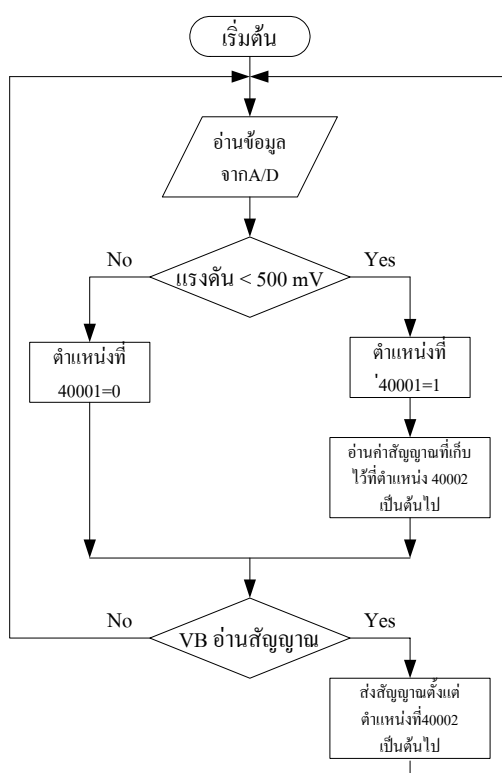 เริ่มต้น
อ่านข้อมูล
จากA/D
No
แรงดัน < 500 mV
Yes
ตำแหน่งที่
40001=0
ตำแหน่งที่
'40001=1
อ่านค่าสัญญาณที่เก็บ
ไว้ที่ตำแหน่ง 40002
เป็นต้นไป
No
VB อ่านสัญญาณ
Yes
ส่งสัญญาณตั้งแต่
ตำแหน่งที่40002
เป็นต้นไป